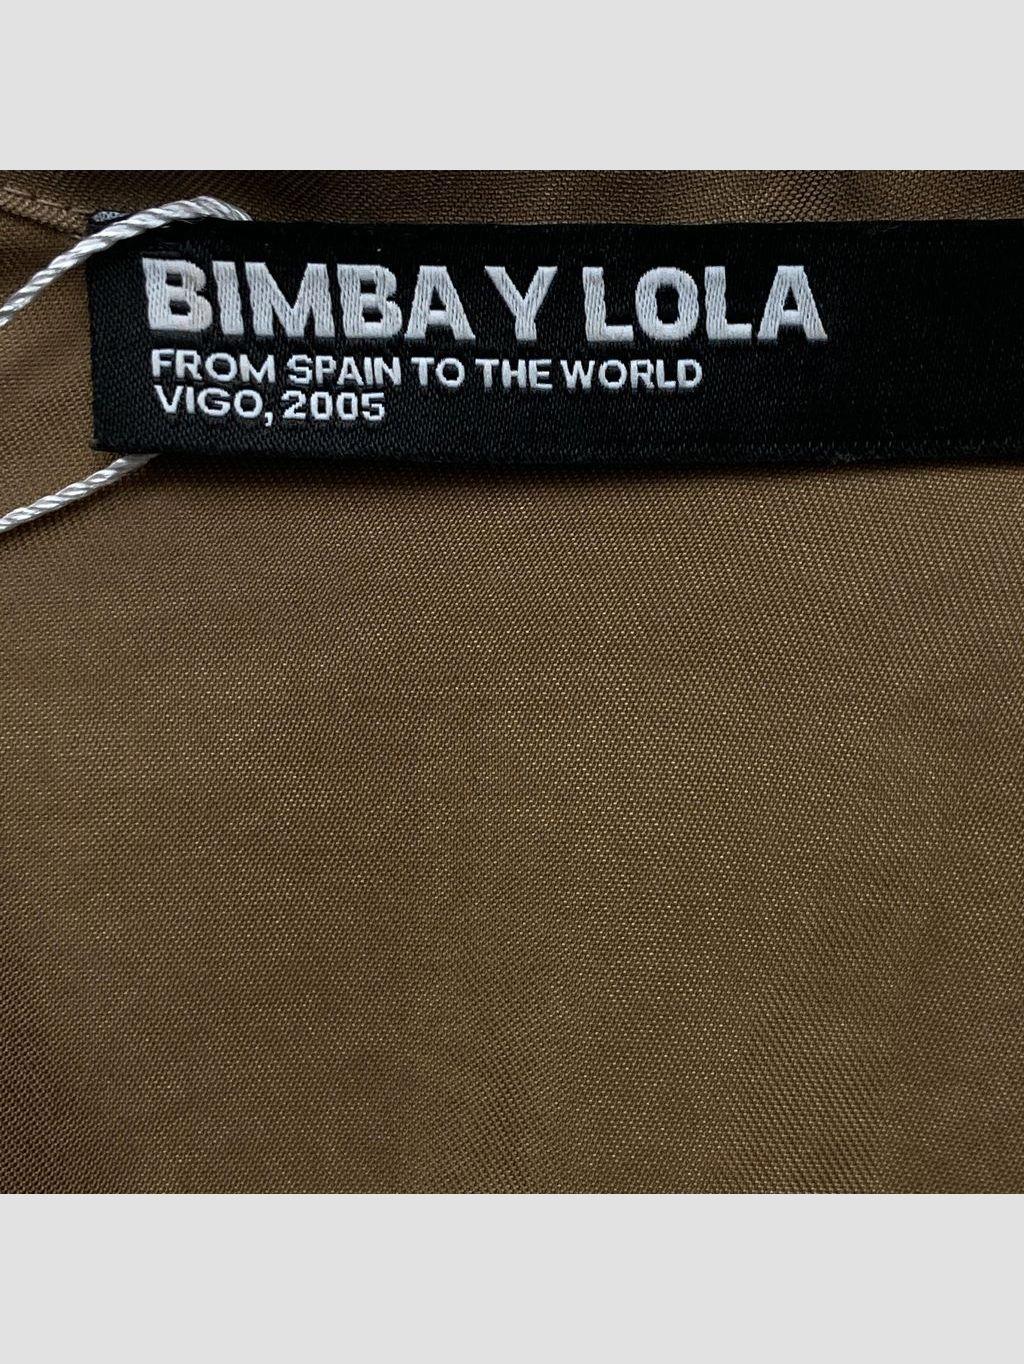 BIMBA Y LOLA
FROM SPAIN TO THE WORLD
VIGO, 2005